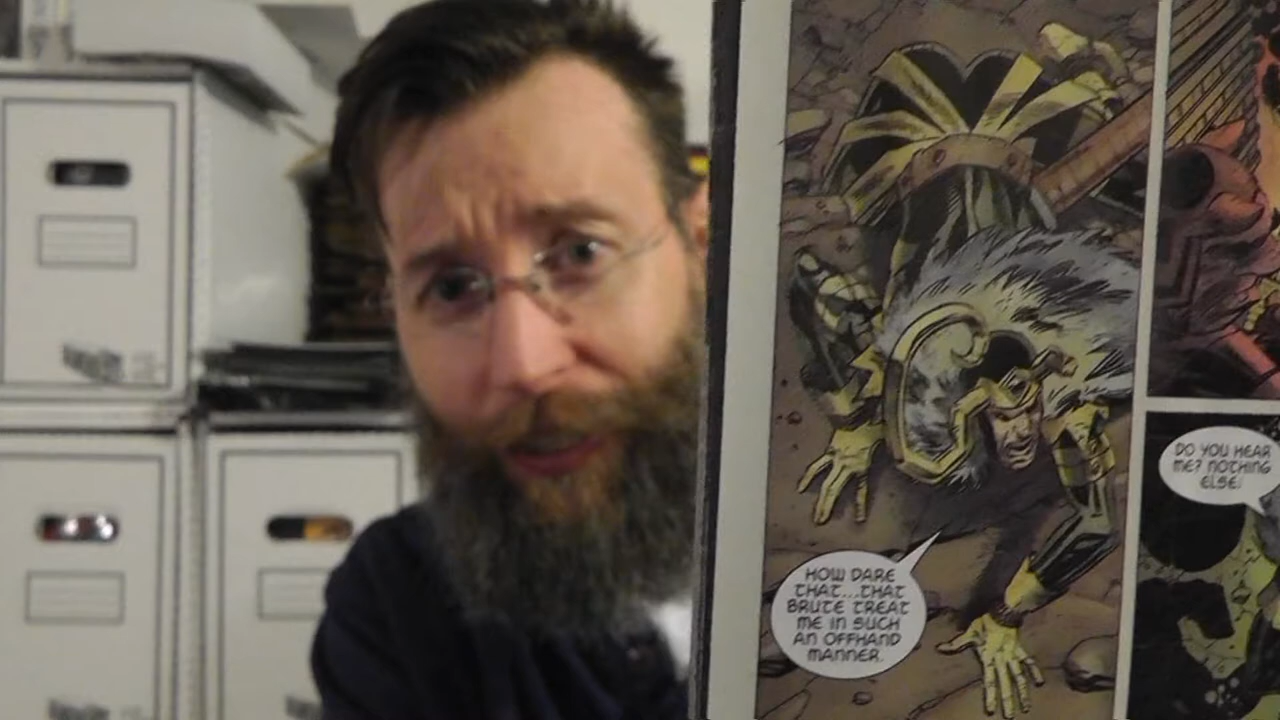 HOW DARE
THAT...THAT
BRUTE TREAT
ME IN SUCH
AN OFFHAND
MANNER.
DO YOU HEAR
ME? NOTHING
ELSE!